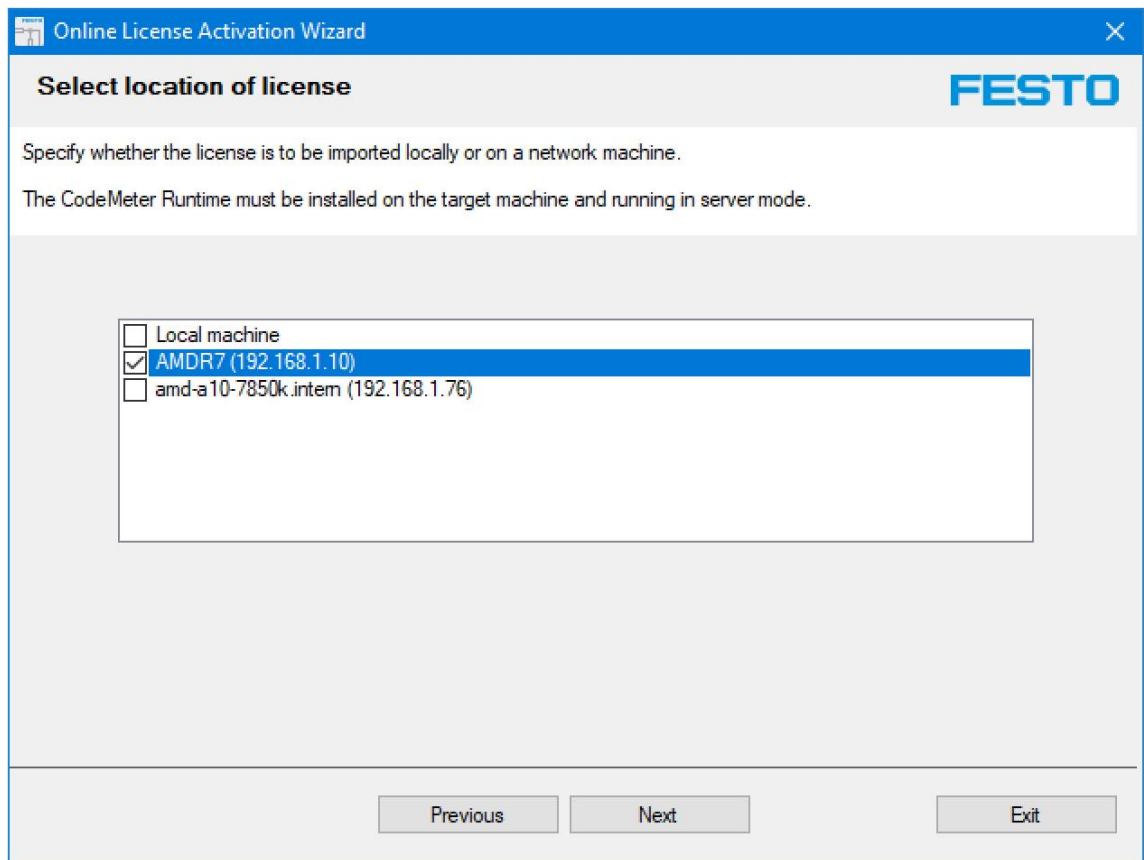 Online License Activation Wizard
Select location of license
FESTO
Specify whether the license is to be imported locally or on a network machine.
The CodeMeter Runtime must be installed on the target machine and running in server mode.
Local machine
AMDR7 (192.168.1.10)
amd-a10-7850k.intern (192.168.1.76)
Previous
Next
Exit